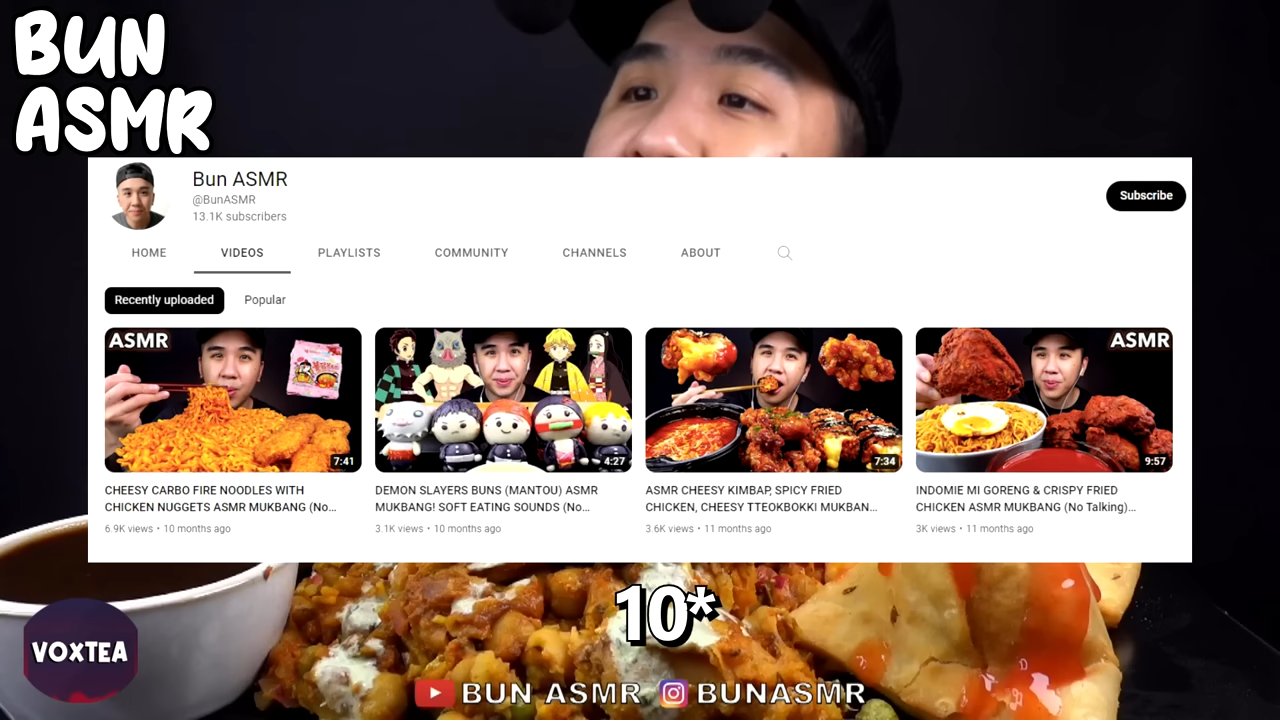 BUN
ASMR
Bun ASMR
@BunASMR
13.1K subscribers
Subscribe
HOME VIDEOS PLAYLISTS COMMUNITY CHANNELS ABOUT
Recently uploaded Popular
ASMR
7:41
4:27
7:34
ASMR
9:57
CHEESY CARBO FIRE NOODLES WITH
CHICKEN NUGGETS ASMR MUKBANG (No...
6.9K views • 10 months ago
DEMON SLAYERS BUNS (MANTOU) ASMR
MUKBANG! SOFT EATING SOUNDS (No...
3.1K views • 10 months ago
ASMR CHEESY KIMBAP, SPICY FRIED
CHICKEN, CHEESY TTEOKBOKKI MUKBAN...
3.6K views • 11 months ago
INDOMIE MI GORENG & CRISPY FRIED
CHICKEN ASMR MUKBANG (No Talking)...
3K views • 11 months ago
10*
VOXTEA
BUN ASMR BUNASMR